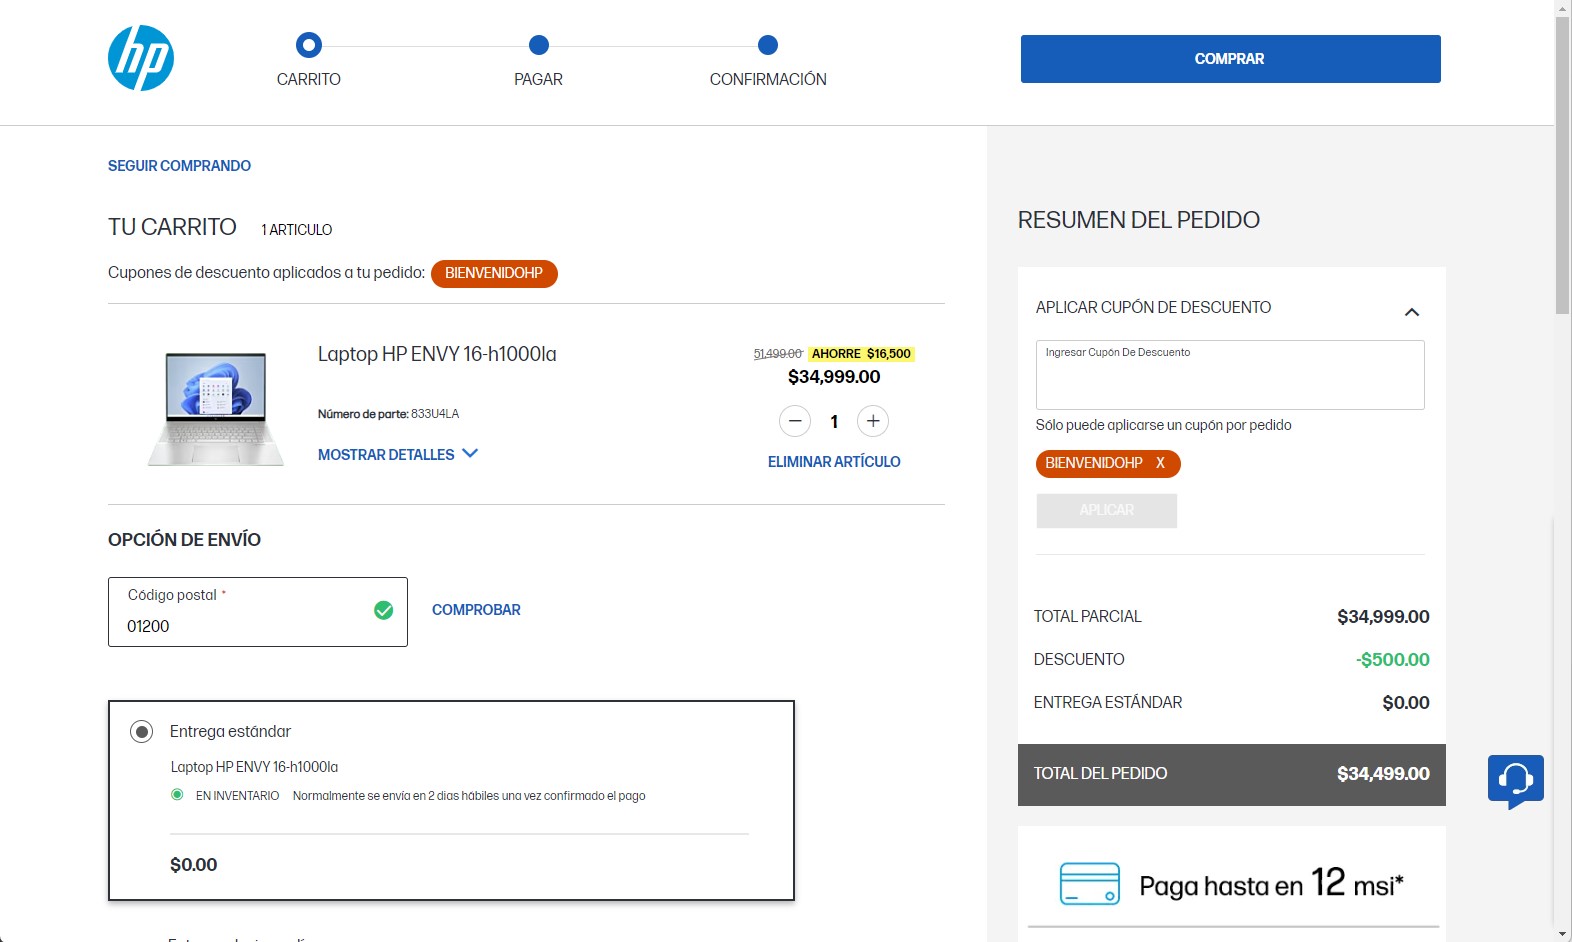 hp
CARRITO
PAGAR
CONFIRMACIÓN
COMPRAR
SEGUIR COMPRANDO
TU CARRITO 1 ARTICULO
Cupones de descuento aplicados a tu pedido: BIENVENIDOHP
Laptop HP ENVY 16-h1000la
Número de parte: 833U4LA
MOSTRAR DETALLES
51,499.00 AHORRE $16,500
$34,999.00
1
ELIMINAR ARTÍCULO
OPCIÓN DE ENVÍO
Código postal *
01200
COMPROBAR
Entrega estándar
Laptop HP ENVY 16-h1000la
EN INVENTARIO Normalmente se envía en 2 dias hábiles una vez confirmado el pago
$0.00
RESUMEN DEL PEDIDO
APLICAR CUPÓN DE DESCUENTO
Ingresar Cupón De Descuento
Sólo puede aplicarse un cupón por pedido
BIENVENIDOHP X
APLICAR
TOTAL PARCIAL $34,999.00
DESCUENTO -$500.00
ENTREGA ESTÁNDAR $0.00
TOTAL DEL PEDIDO $34,499.00
Paga hasta en 12 msi*